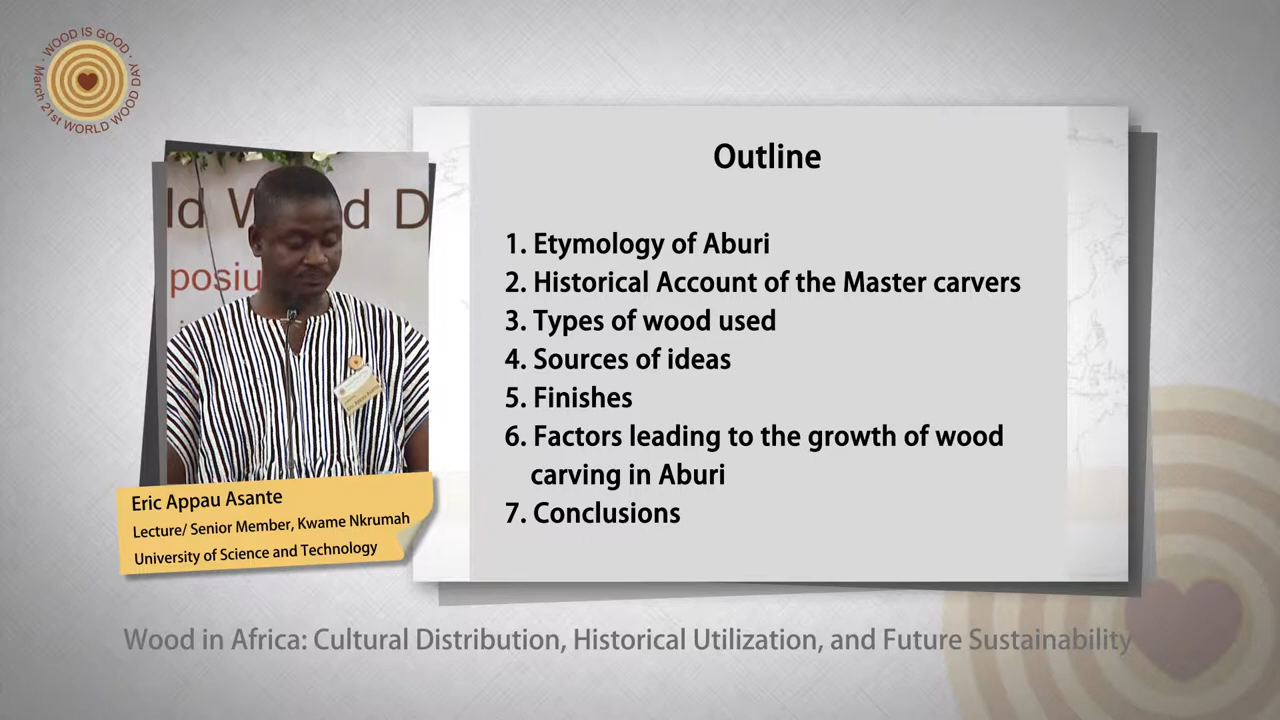 WOOD IS GOOD · March 21st WORLD WOOD DAY ·
ld Wood D
posiu
Outline
1. Etymology of Aburi
2. Historical Account of the Master carvers
3. Types of wood used
4. Sources of ideas
5. Finishes
6. Factors leading to the growth of wood
carving in Aburi
7. Conclusions
Eric Appau Asante
Lecture/ Senior Member, Kwame Nkrumah
University of Science and Technology
Wood in Africa: Cultural Distribution, Historical Utilization, and Future Sustainability